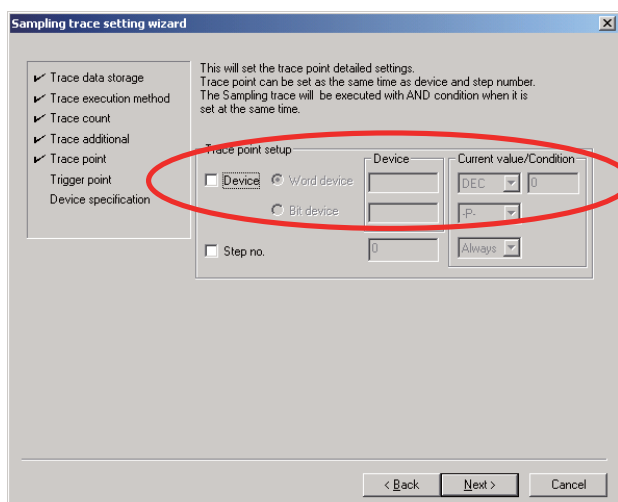 Sampling trace setting wizard
Trace data storage
Trace execution method
Trace count
Trace additional
Trace point
Trigger point
Device specification
This will set the trace point detailed settings.
Trace point can be set as the same time as device and step number.
The Sampling trace will be executed with AND condition when it is
set at the same time.
Trace point setup
Device
Current value/Condition
Device
Word device
DEC
0
Bit device
-P-
Step no.
0
Always
< Back
Next >
Cancel